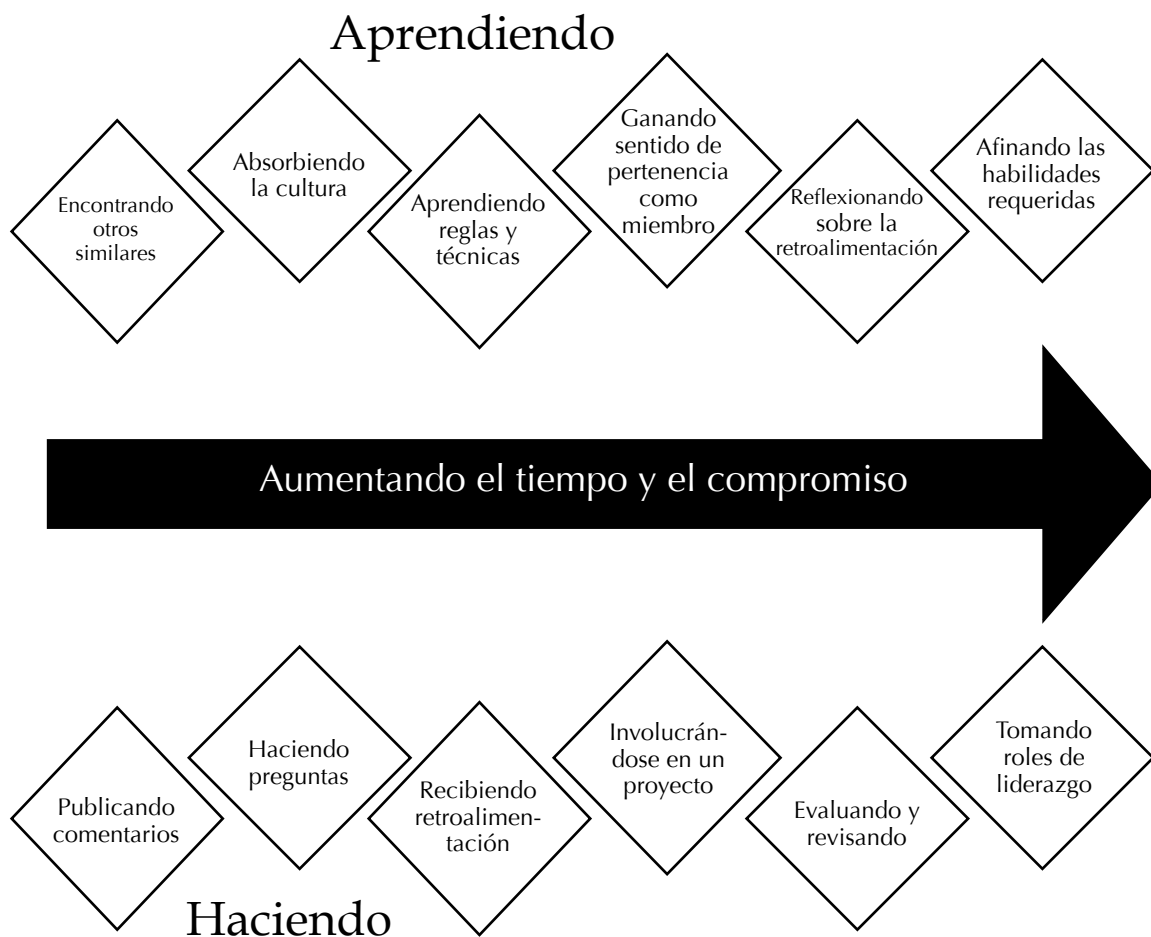 Aprendiendo
Encontrando
otros
similares
Absorbiendo
la cultura
Aprendiendo
reglas y
técnicas
Ganando
sentido de
pertenencia
como
miembro
Reflexionando
sobre la
retroalimentación
Afinando las
habilidades
requeridas
Aumentando el tiempo y el compromiso
Publicando
comentarios
Haciendo
preguntas
Recibiendo
retroalimen-
tación
Involucrán-
dose en un
proyecto
Evaluando y
revisando
Tomando
roles de
liderazgo
Haciendo